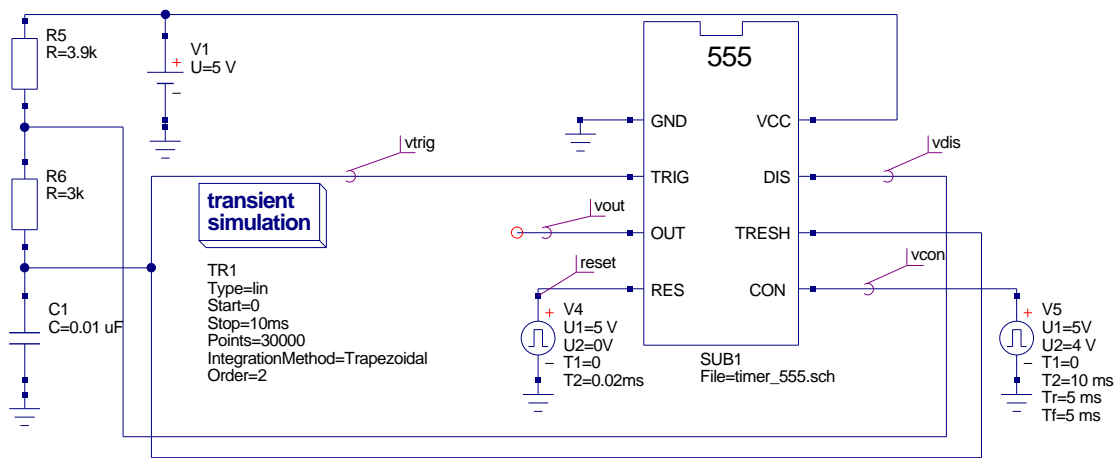 R5
R=3.9k
V1
U=5 V
+
−
555
GND
VCC
vtrig
vdis
TRIG
DIS
R6
R=3k
transient
simulation
vout
OUT
TRESH
reset
vcon
RES
CON
TR1
Type=lin
Start=0
Stop=10ms
Points=30000
IntegrationMethod=Trapezoidal
Order=2
C1
C=0.01 uF
+
−
V4
U1=5 V
U2=0V
T1=0
T2=0.02ms
SUB1
File=timer_555.sch
+
−
V5
U1=5V
U2=4 V
T1=0
T2=10 ms
Tr=5 ms
Tf=5 ms